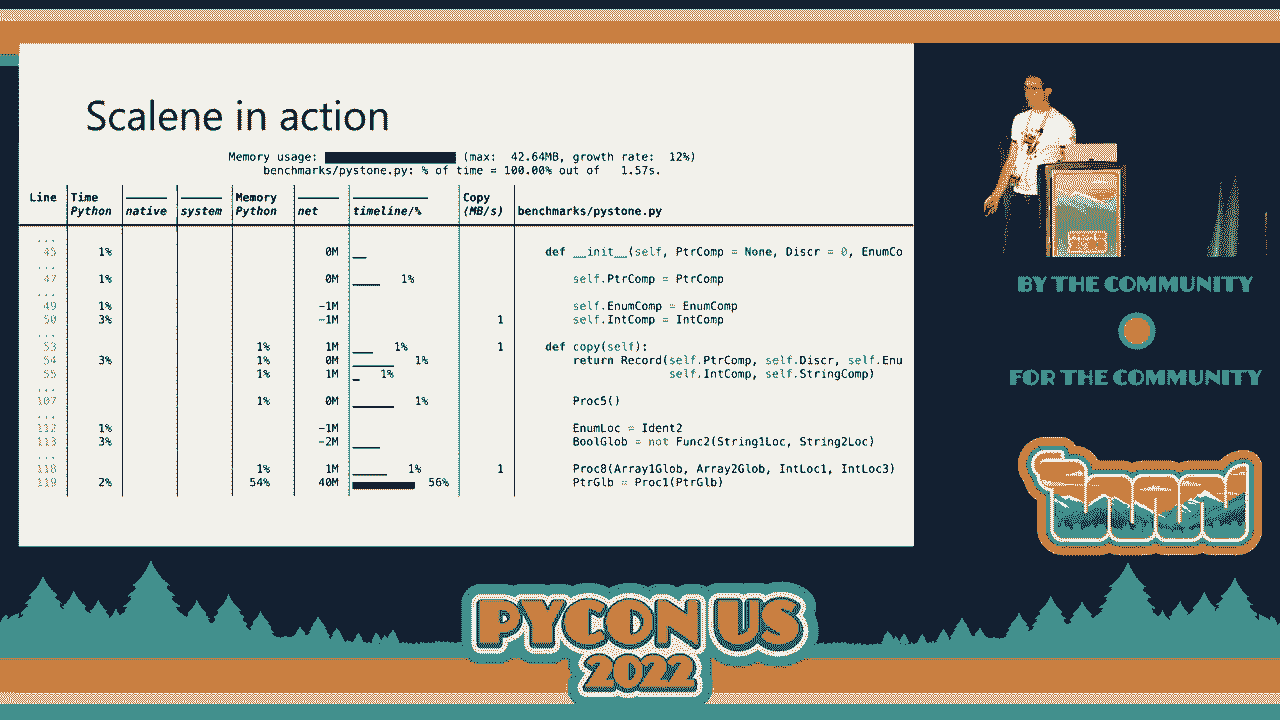 Scalene in action
Memory usage: (max: 42.64MB, growth rate: 12%)
benchmarks/pystone.py: % of time = 100.00% out of 1.57s.
Line Time Memory Copy
Python native system Python net timeline/% (MB/s) benchmarks/pystone.py
...
45 1% 0M def __init__(self, PtrComp = None, Discr = 0, EnumCo
...
47 1% 0M 1% self.PtrComp = PtrComp
...
49 1% -1M self.EnumComp = EnumComp
50 3% -1M 1 self.IntComp = IntComp
...
53 1% 1M 1% 1 def copy(self):
54 3% 1% 0M 1% return Record(self.PtrComp, self.Discr, self.Enu
55 1% 1M 1% self.IntComp, self.StringComp)
...
107 1% 0M 1% Proc5()
...
112 1% -1M EnumLoc = Ident2
113 3% -2M BoolGlob = not Func2(String1Loc, String2Loc)
...
118 1% 1M 1% 1 Proc8(Array1Glob, Array2Glob, IntLoc1, IntLoc3)
119 2% 54% 40M 56% PtrGlb = Proc1(PtrGlb)
BY THE COMMUNITY
FOR THE COMMUNITY
PYCON US
2022